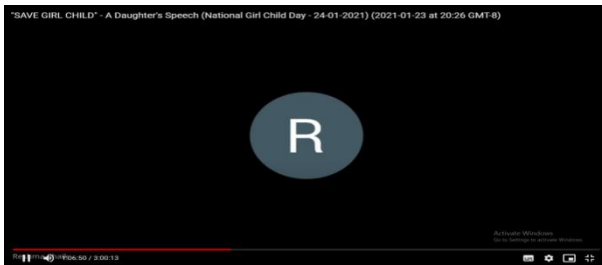 "SAVE GIRL CHILD" - A Daughter's Speech (National Girl Child Day - 24-01-2021) (2021-01-23 at 20:26 GMT-8)
R
Activate Windows
Go to Settings to activate Windows.
1:06:50 / 3:00:13